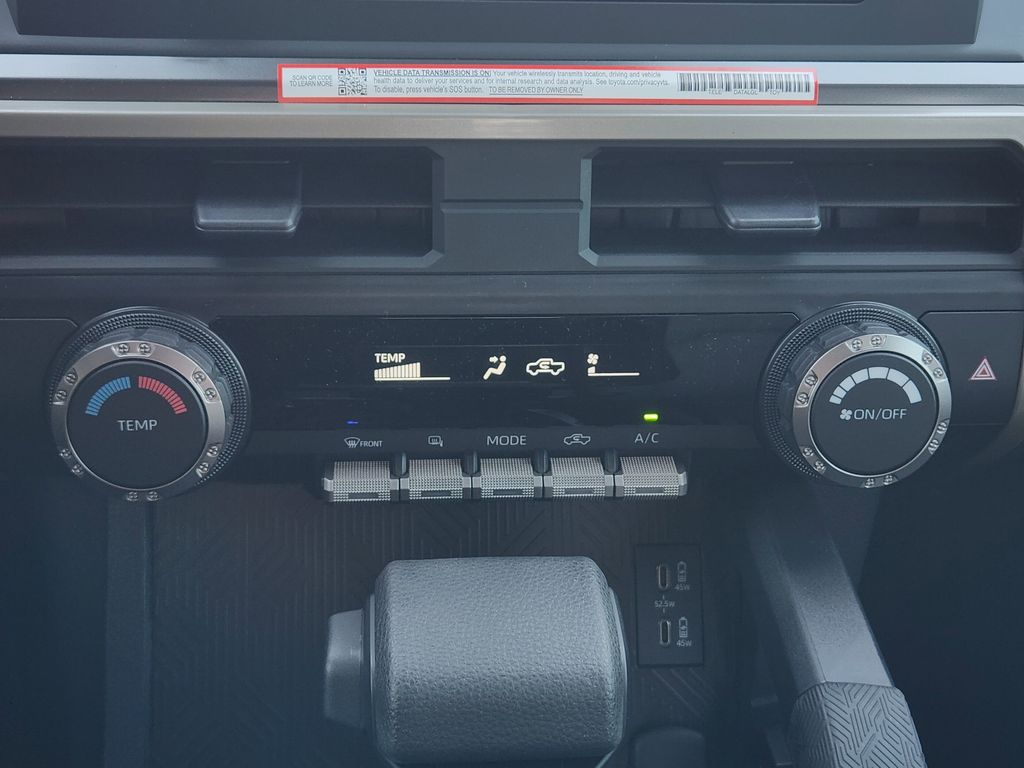 SCAN QR CODE
TO LEARN MORE
VEHICLE DATA TRANSMISSION IS ON! Your vehicle wirelessly transmits location, driving and vehicle
health data to deliver your services and for internal research and data analysis. See toyota.com/privacyvts.
To disable, press vehicle's SOS button. TO BE REMOVED BY OWNER ONLY
TEMP
TEMP
ON/OFF
FRONT
MODE
A/C
45W
52.5W
45W